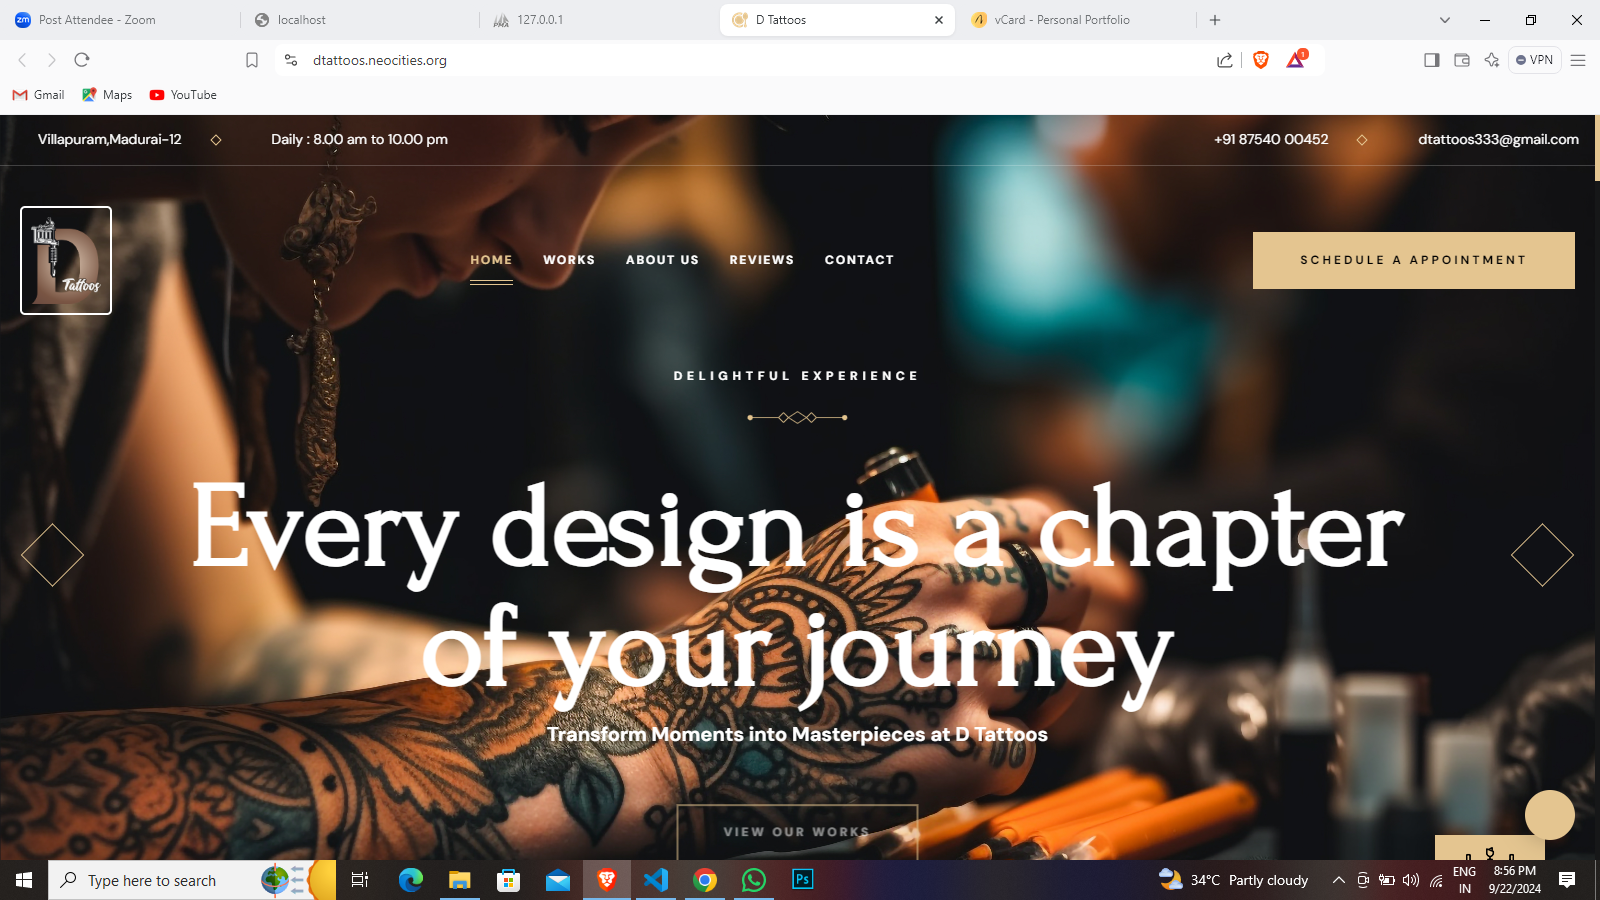 Post Attendee - Zoom
localhost
127.0.0.1
D Tattoos
vCard - Personal Portfolio
dtattoos.neocities.org
1
VPN
Gmail
Maps
YouTube
Villapuram,Madurai-12
Daily : 8.00 am to 10.00 pm
+91 87540 00452
dtattoos333@gmail.com
D
Tattoos
HOME
WORKS
ABOUT US
REVIEWS
CONTACT
SCHEDULE A APPOINTMENT
DELIGHTFUL EXPERIENCE
Every design is a chapter
of your journey
Transform Moments into Masterpieces at D Tattoos
VIEW OUR WORKS
Type here to search
Ps
34°C Partly cloudy
ENG
IN
8:56 PM
9/22/2024